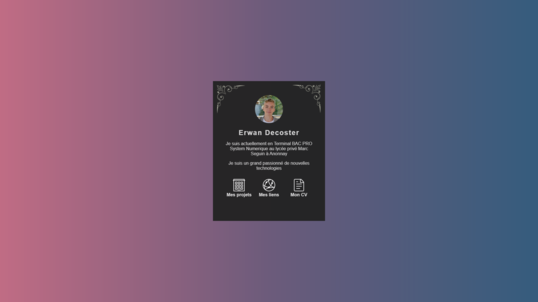 Erwan Decoster
Je suis actuellement en Terminal BAC PRO
System Numerique au lycée privé Marc
Seguin à Annonay
Je suis un grand passionné de nouvelles
technologies
Mes projets
Mes liens
Mon CV